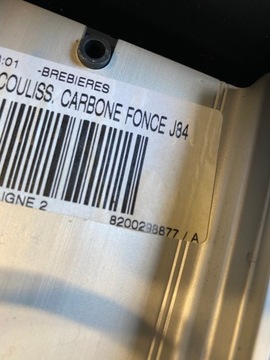 :01 -BREBIERES
COULISS. CARBONE FONCE J84
IGNE 2
8200298877 / A